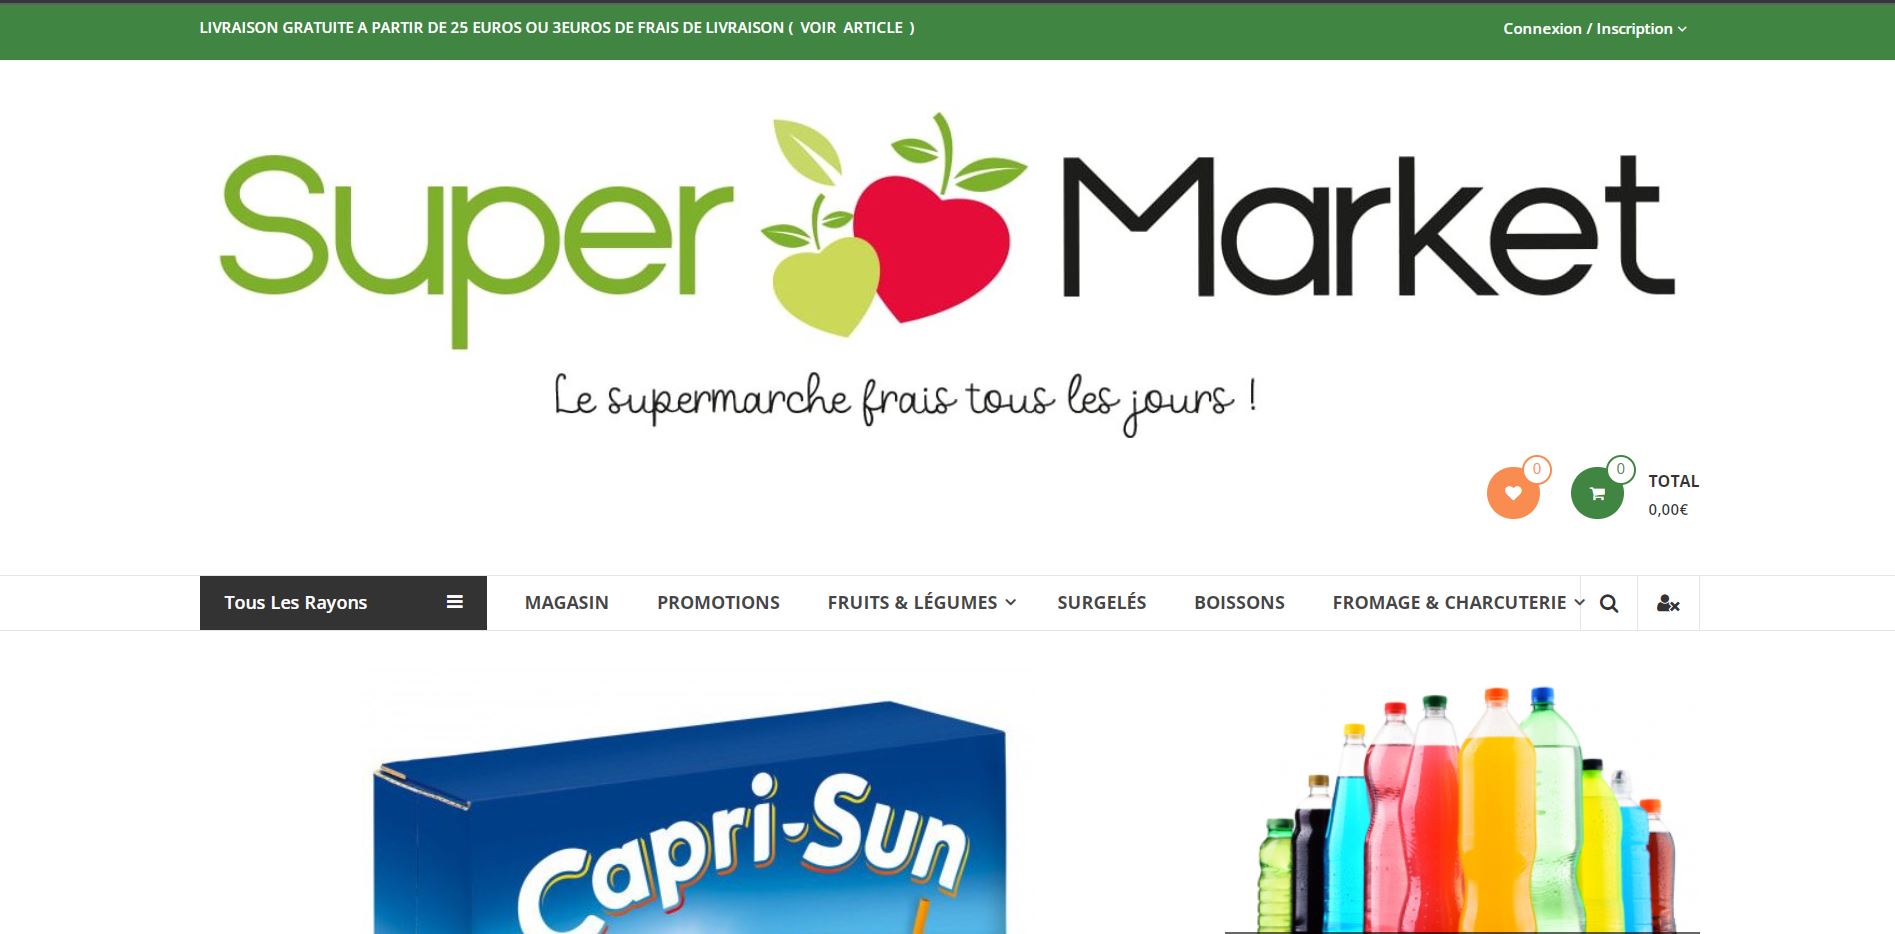 LIVRAISON GRATUITE A PARTIR DE 25 EUROS OU 3EUROS DE FRAIS DE LIVRAISON ( VOIR ARTICLE )
Connexion / Inscription
Super Market
Le supermarche frais tous les jours !
0
0
TOTAL
0,00€
Tous Les Rayons
MAGASIN
PROMOTIONS
FRUITS & LÉGUMES
SURGELÉS
BOISSONS
FROMAGE & CHARCUTERIE
Capri-Sun